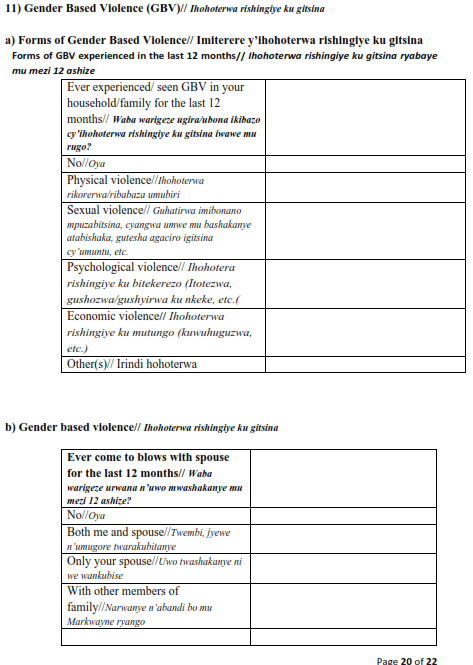 11) Gender Based Violence (GBV)// Ihohoterwa rishingiye ku gitsina
a) Forms of Gender Based Violence// Imiterere y'ihohoterwa rishingiye ku gitsina
Forms of GBV experienced in the last 12 months// Ihohoterwa rishingiye ku gitsina ryabaye
mu mezi 12 ashize
Ever experienced/ seen GBV in your
household/family for the last 12
months// Waba warigeze ugira/ubona ikibazo
cy'ihohoterwa rishingiye ku gitsina iwawe mu
rugo?
No//Oya
Physical violence//Ihohoterwa
rikorerwa/ribabaza umubiri
Sexual violence// Guhatirwa imibonano
mpuzabitsina, cyangwa umwe mu bashakanye
atabishaka, gutesha agaciro igitsina
cy'umuntu, etc.
Psychological violence// Ihohotera
rishingiye ku bitekerezo (Itotezwa,
gushozwa/gushyirwa ku nkeke, etc.(
Economic violence// Ihohoterwa
rishingiye ku mutungo (kuwuhuguzwa,
etc.)
Other(s)// Irindi hohoterwa
b) Gender based violence// Ihohoterwa rishingiye ku gitsina
Ever come to blows with spouse
for the last 12 months// Waba
warigeze urwana n'uwo mwashakanye mu
mezi 12 ashize?
No//Oya
Both me and spouse//Twembi, jyewe
n'umugore twarakubitanye
Only your spouse//Uwo twashakanye ni
we wankubise
With other members of
family//Narwanye n'abandi bo mu
Markwayne ryango
Page 20 of 22